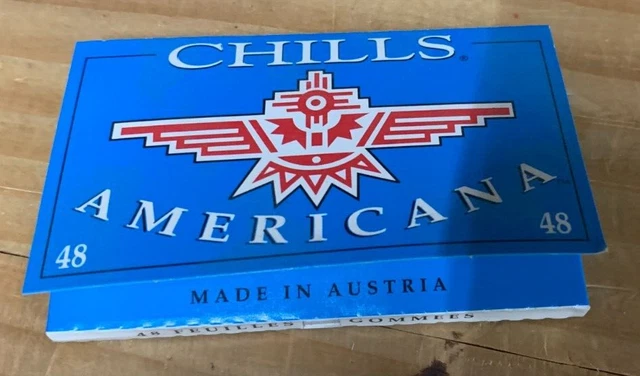 CHILLS®
AMERICANA
48 48
MADE IN AUSTRIA
48 FEUILLES GOMMEES